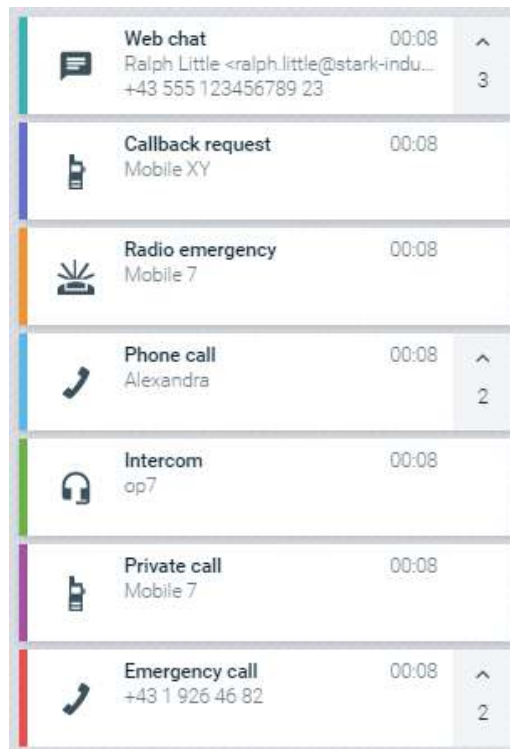 Web chat 00:08
Ralph Little <ralph.little@stark-indu...
+43 555 123456789 23
3
Callback request 00:08
Mobile XY
Radio emergency 00:08
Mobile 7
Phone call 00:08
Alexandra
2
Intercom 00:08
op7
Private call 00:08
Mobile 7
Emergency call 00:08
+43 1 926 46 82
2